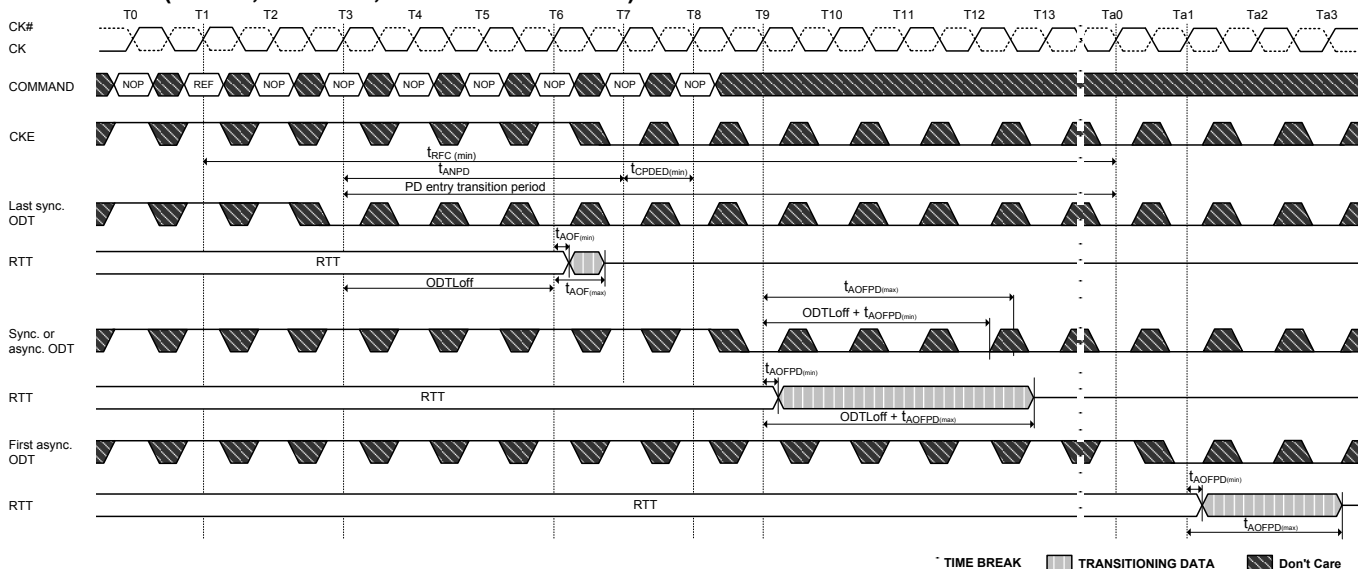 T0 T1 T2 T3 T4 T5 T6 T7 T8 T9 T10 T11 T12 T13 Ta0 Ta1 Ta2 Ta3
CK#
CK
COMMAND NOP REF NOP NOP NOP NOP NOP NOP NOP
CKE
tRFC (min)
tANPD tCPDED(min)
PD entry transition period
Last sync.
ODT
tAOF(min)
RTT RTT
ODTLoff tAOF(max)
tAOFPD(max)
ODTLoff + tAOFPD(min)
Sync. or
async. ODT
tAOFPD(min)
RTT RTT
ODTLoff + tAOFPD(max)
First async.
ODT
tAOFPD(min)
RTT RTT
tAOFPD(max)
TIME BREAK TRANSITIONING DATA Don't Care